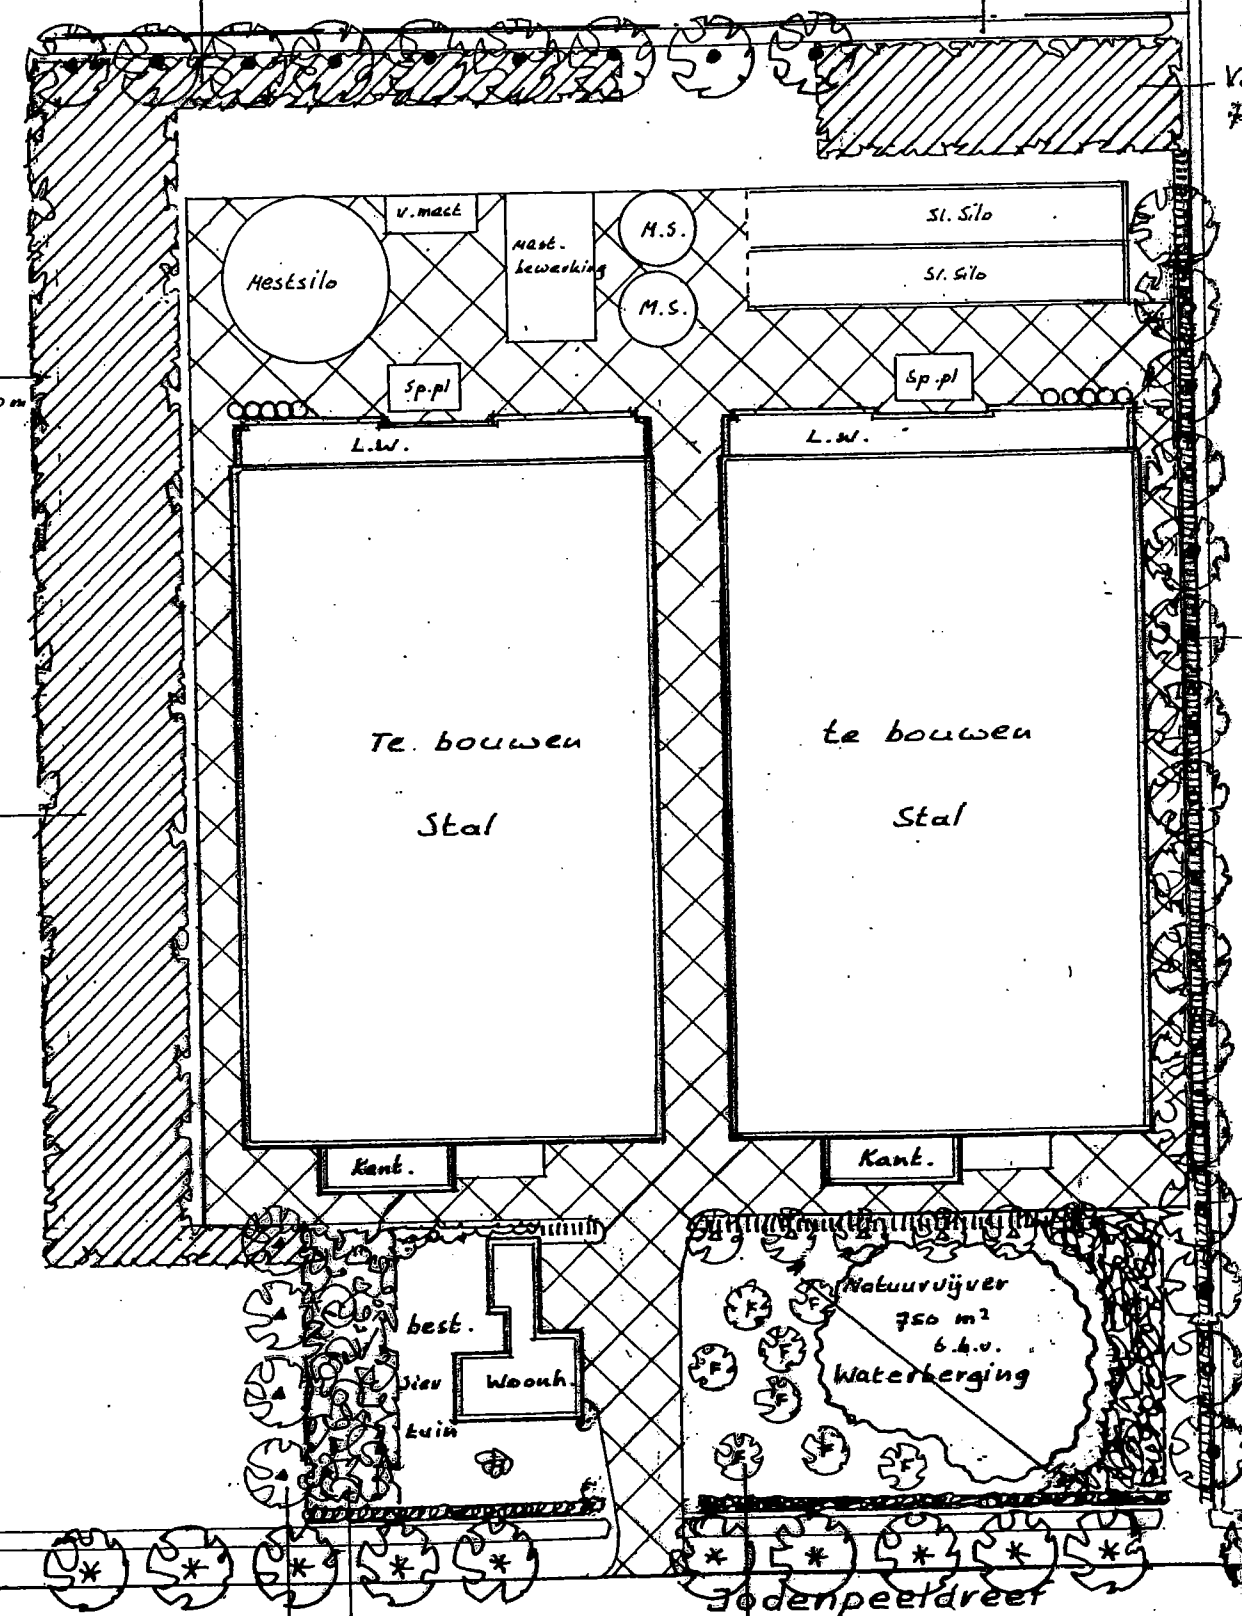 v.mest
Mest.
bewerking
M.S.
Sl. Silo
Mestsilo
Sl. Silo
M.S.
Sp.pl
Sp.pl
L.W.
L.W.
Te bouwen
Stal
te bouwen
Stal
Kant.
Kant.
best.
sier
tuin
Woonh.
Natuurvijver
750 m²
t.b.v.
Waterberging
F
F
F
F
F
F
F
F
Jodenpeeldreef